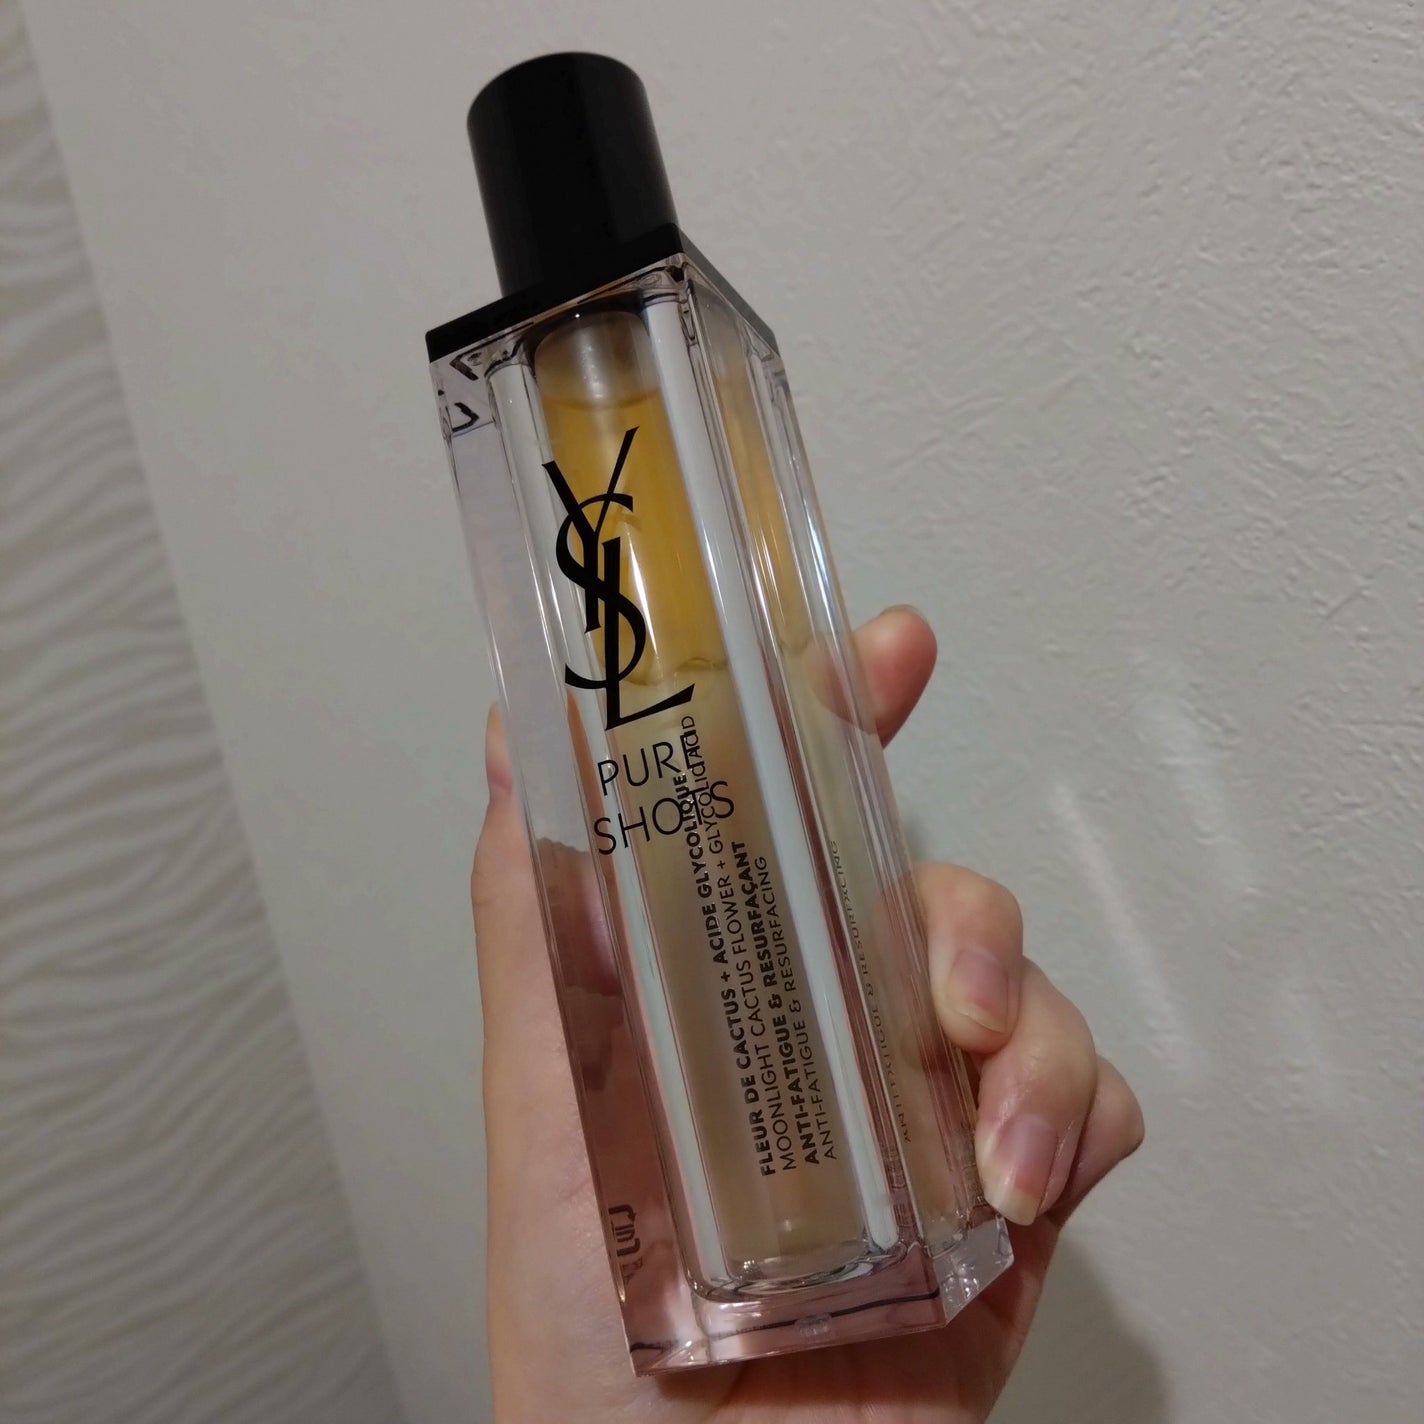 YSL
PURE
SHOTS
FLEUR DE CACTUS + ACIDE GLYCOLIQUE
MOONLIGHT CACTUS FLOWER + GLYCOLIC ACID
ANTI-FATIGUE & RESURFAÇANT
ANTI-FATIGUE & RESURFACING